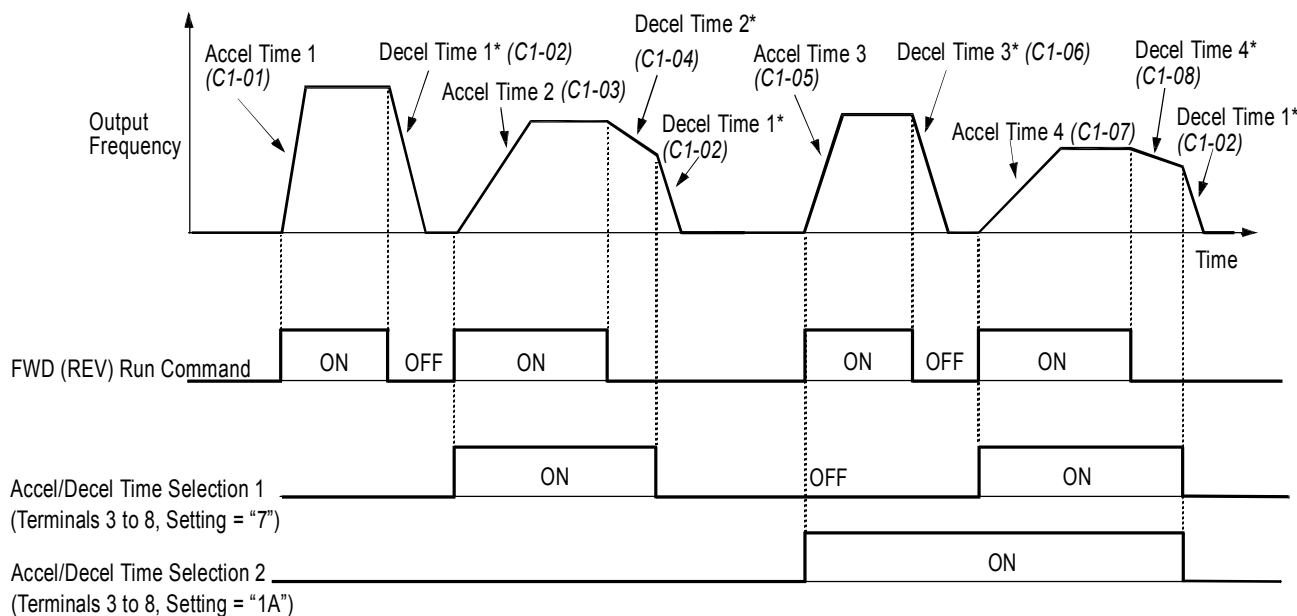 Decel Time 2*
(C1-04)
Accel Time 1
(C1-01)
Decel Time 1* (C1-02)
Accel Time 2 (C1-03)
Decel Time 1*
(C1-02)
Accel Time 3
(C1-05)
Decel Time 3* (C1-06)
Decel Time 4*
(C1-08)
Accel Time 4 (C1-07)
Decel Time 1*
(C1-02)
Output
Frequency
Time
FWD (REV) Run Command
ON
OFF
ON
ON
OFF
ON
Accel/Decel Time Selection 1
(Terminals 3 to 8, Setting = “7”)
ON
OFF
ON
Accel/Decel Time Selection 2
(Terminals 3 to 8, Setting = “1A”)
ON